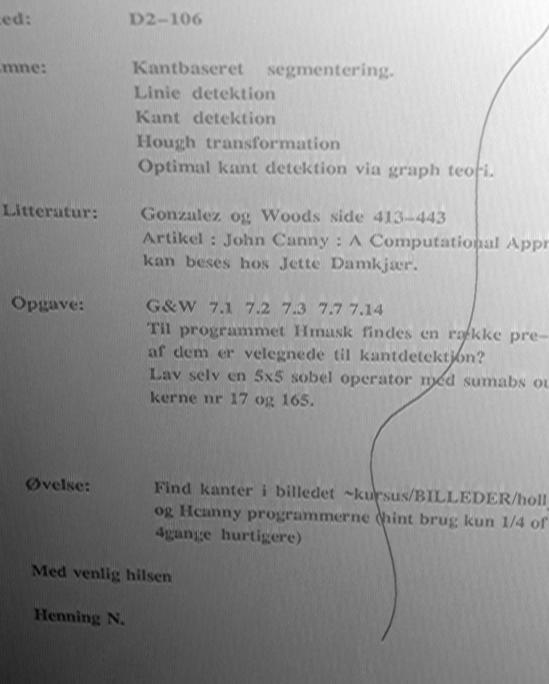 ed: D2–106
mne: Kantbaseret segmentering.
Linie detektion
Kant detektion
Hough transformation
Optimal kant detektion via graph teori.
Litteratur: Gonzalez og Woods side 413–443
Artikel : John Canny : A Computational Appr
kan beses hos Jette Damkjær.
Opgave: G&W 7.1 7.2 7.3 7.7 7.14
Til programmet Hmask findes en række pre–
af dem er velegnede til kantdetektion?
Lav selv en 5x5 sobel operator med sumabs ou
kerne nr 17 og 165.
Øvelse: Find kanter i billedet ~kursus/BILLEDER/holl
og Hcanny programmerne (hint brug kun 1/4 of
4gange hurtigere)
Med venlig hilsen
Henning N.